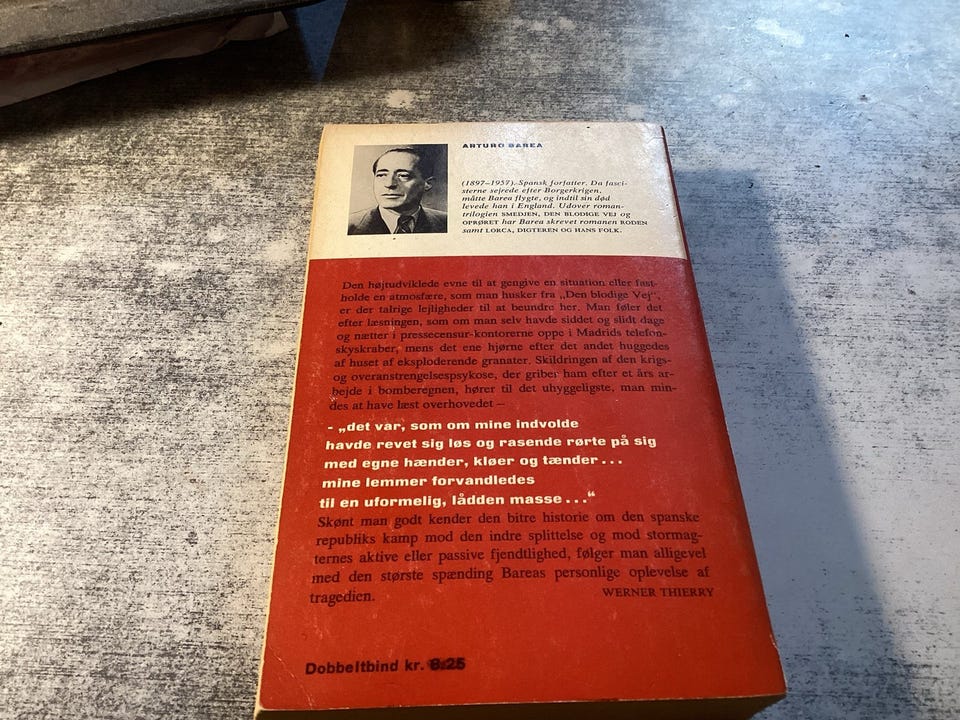 ARTURO BAREA
(1897–1957). Spansk forfatter. Da fasci-
sterne sejrede efter Borgerkrigen,
måtte Barea flygte, og indtil sin død
levede han i England. Udover roman-
trilogien SMEDJEN, DEN BLODIGE VEJ og
OPRØRET har Barea skrevet romanen RODEN
samt LORCA, DIGTEREN OG HANS FOLK.
Den højtudviklede evne til at gengive en situation eller fast-
holde en atmosfære, som man husker fra „Den blodige Vej“,
er der talrige lejligheder til at beundre her. Man føler det
efter læsningen, som om man selv havde siddet og slidt dage
og nætter i pressecensur-kontorerne oppe i Madrids telefon-
skyskraber, mens det ene hjørne efter det andet huggedes
af huset af eksploderende granater. Skildringen af den krigs-
og overanstrengelsespsykose, der griber ham efter et års ar-
bejde i bomberegnen, hører til det uhyggeligste, man min-
des at have læst overhovedet –
- „det var, som om mine indvolde
havde revet sig løs og rasende rørte på sig
med egne hænder, kløer og tænder...
mine lemmer forvandledes
til en uformelig, lådden masse...“
Skønt man godt kender den bitre historie om den spanske
republiks kamp mod den indre splittelse og mod stormag-
ternes aktive eller passive fjendtlighed, følger man alligevel
med den største spænding Bareas personlige oplevelse af
tragedien. WERNER THIERRY
Dobbeltbind kr. 8.25